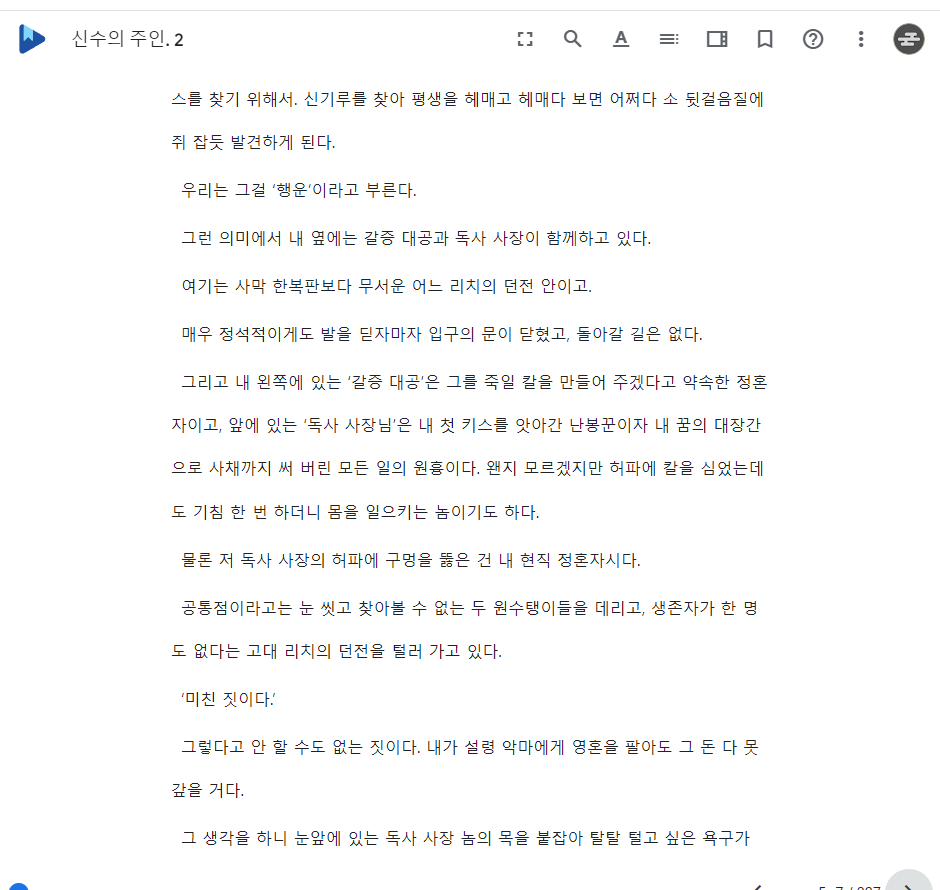 신수의 주인. 2
스를 찾기 위해서. 신기루를 찾아 평생을 헤매고 헤매다 보면 어쩌다 소 뒷걸음질에
쥐 잡듯 발견하게 된다.
우리는 그걸 ‘행운’이라고 부른다.
그런 의미에서 내 옆에는 갈증 대공과 독사 사장이 함께하고 있다.
여기는 사막 한복판보다 무서운 어느 리치의 던전 안이고.
매우 정석적이게도 발을 딛자마자 입구의 문이 닫혔고, 돌아갈 길은 없다.
그리고 내 왼쪽에 있는 ‘갈증 대공’은 그를 죽일 칼을 만들어 주겠다고 약속한 정혼
자이고, 앞에 있는 ‘독사 사장님’은 내 첫 키스를 앗아간 난봉꾼이자 내 꿈의 대장간
으로 사채까지 써 버린 모든 일의 원흉이다. 왠지 모르겠지만 허파에 칼을 심었는데
도 기침 한 번 하더니 몸을 일으키는 놈이기도 하다.
물론 저 독사 사장의 허파에 구멍을 뚫은 건 내 현직 정혼자시다.
공통점이라고는 눈 씻고 찾아볼 수 없는 두 원수탱이들을 데리고, 생존자가 한 명
도 없다는 고대 리치의 던전을 털러 가고 있다.
‘미친 짓이다.’
그렇다고 안 할 수도 없는 짓이다. 내가 설령 악마에게 영혼을 팔아도 그 돈 다 못
갚을 거다.
그 생각을 하니 눈앞에 있는 독사 사장 놈의 목을 붙잡아 탈탈 털고 싶은 욕구가